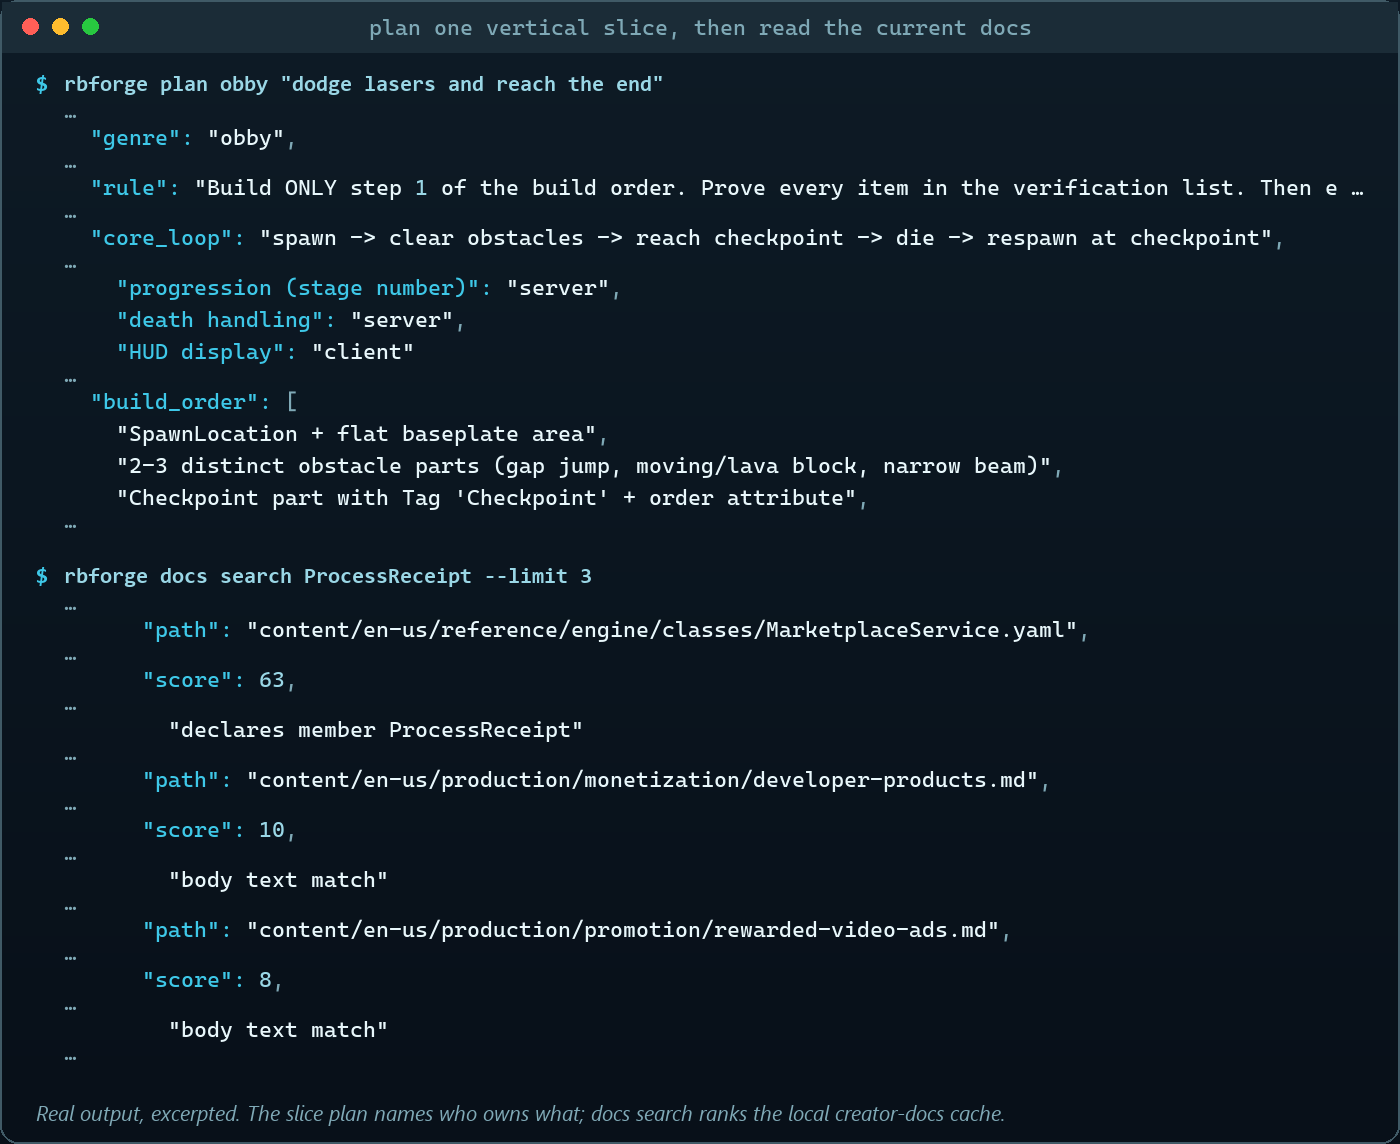 plan one vertical slice, then read the current docs
$ rbforge plan obby "dodge lasers and reach the end"
…
"genre": "obby",
…
"rule": "Build ONLY step 1 of the build order. Prove every item in the verification list. Then e …
…
"core_loop": "spawn -> clear obstacles -> reach checkpoint -> die -> respawn at checkpoint",
…
"progression (stage number)": "server",
"death handling": "server",
"HUD display": "client"
…
"build_order": [
"SpawnLocation + flat baseplate area",
"2-3 distinct obstacle parts (gap jump, moving/lava block, narrow beam)",
"Checkpoint part with Tag 'Checkpoint' + order attribute",
…
$ rbforge docs search ProcessReceipt --limit 3
…
"path": "content/en-us/reference/engine/classes/MarketplaceService.yaml",
…
"score": 63,
…
"declares member ProcessReceipt"
…
"path": "content/en-us/production/monetization/developer-products.md",
…
"score": 10,
…
"body text match"
…
"path": "content/en-us/production/promotion/rewarded-video-ads.md",
…
"score": 8,
…
"body text match"
…
Real output, excerpted. The slice plan names who owns what; docs search ranks the local creator-docs cache.